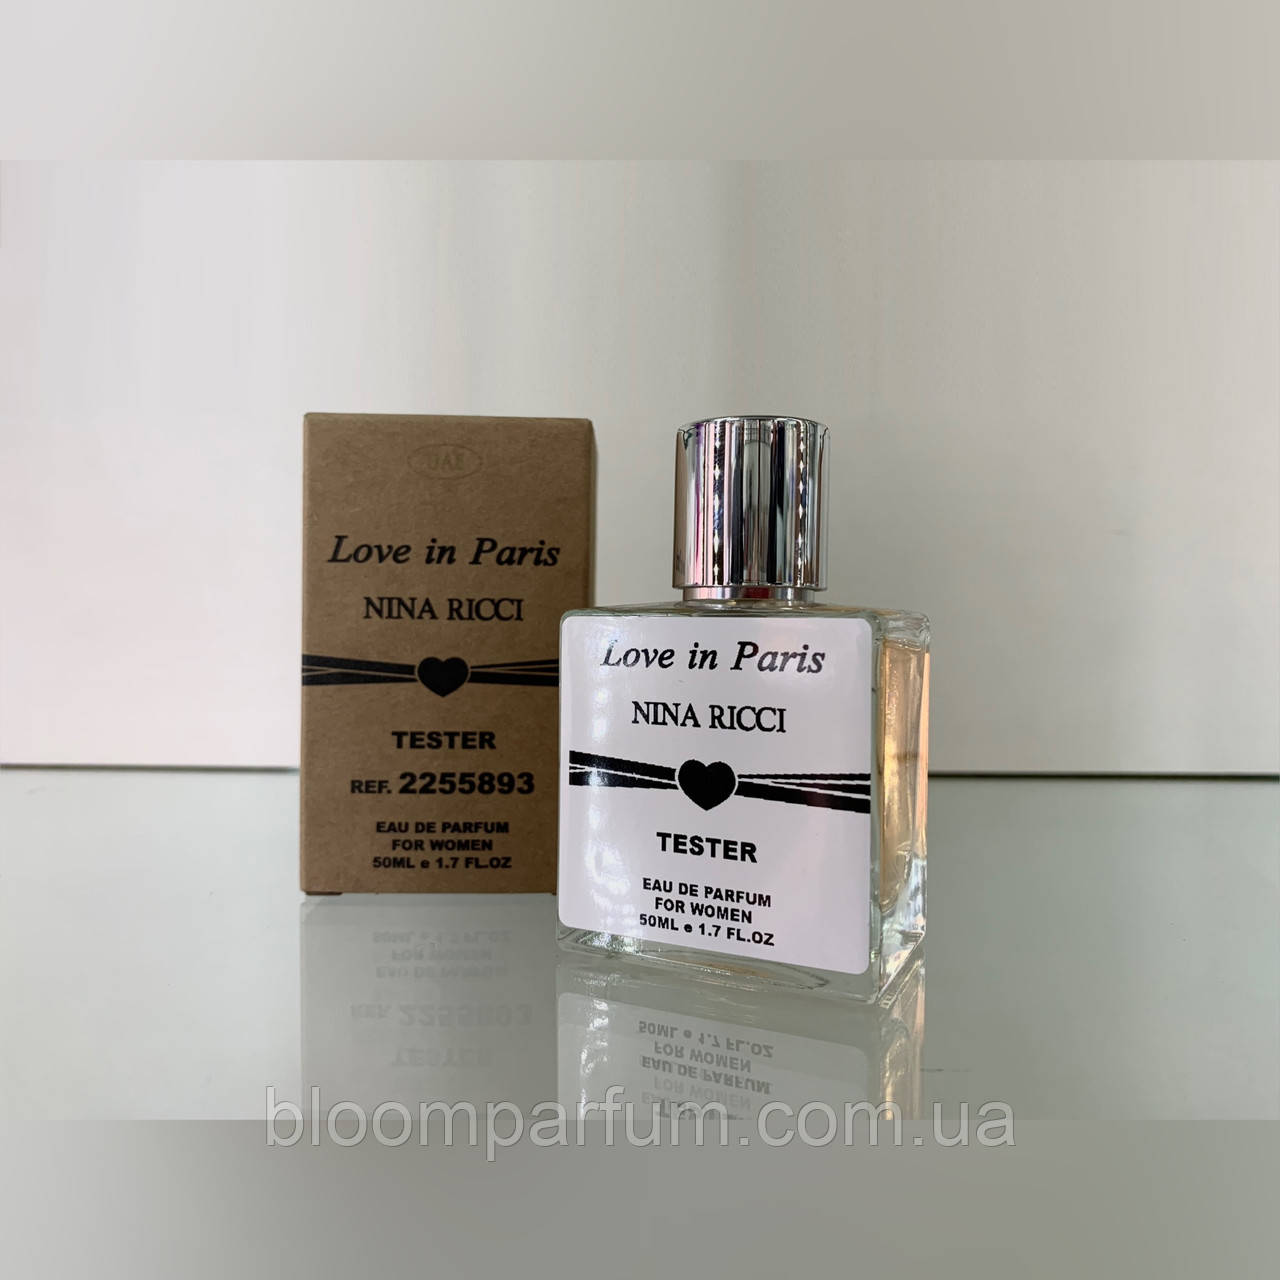 UAE
Love in Paris
NINA RICCI
TESTER
REF. 2255893
EAU DE PARFUM
FOR WOMEN
50ML e 1.7 FL.OZ
Love in Paris
NINA RICCI
TESTER
EAU DE PARFUM
FOR WOMEN
50ML e 1.7 FL.OZ
bloomparfum.com.ua